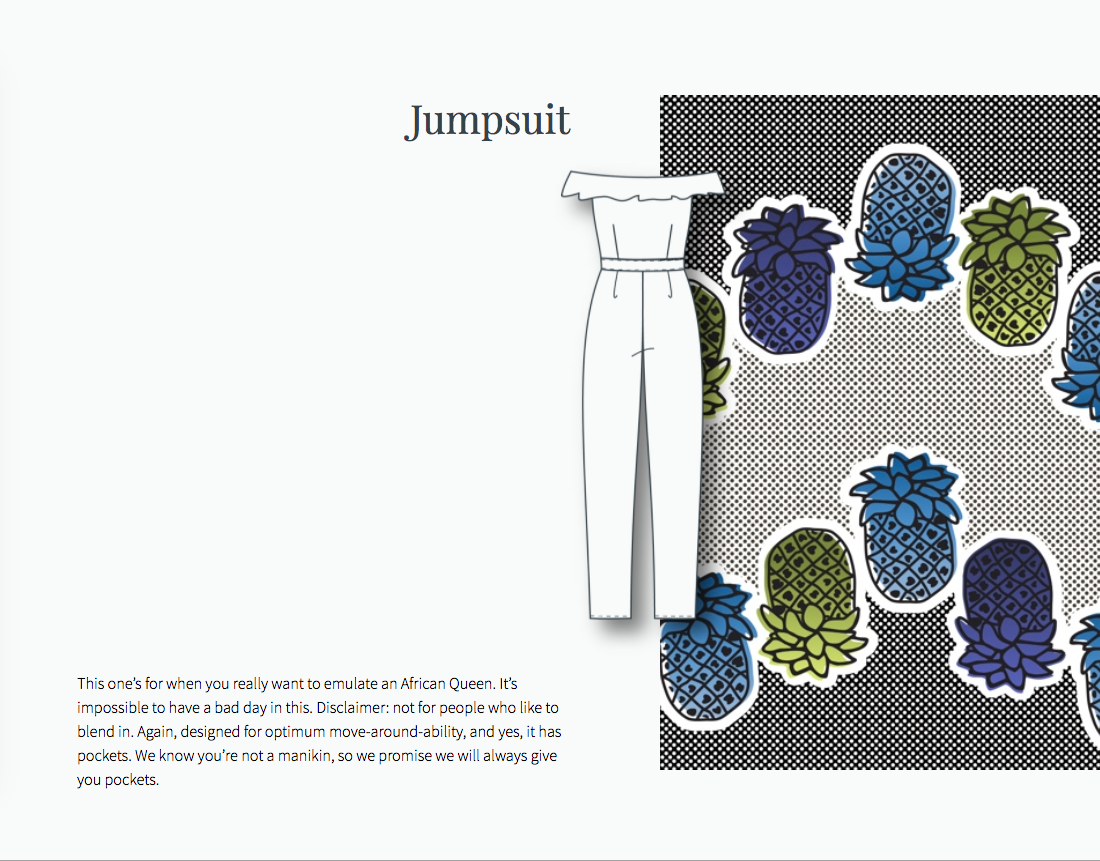 Jumpsuit
This one’s for when you really want to emulate an African Queen. It’s
impossible to have a bad day in this. Disclaimer: not for people who like to
blend in. Again, designed for optimum move-around-ability, and yes, it has
pockets. We know you’re not a manikin, so we promise we will always give
you pockets.